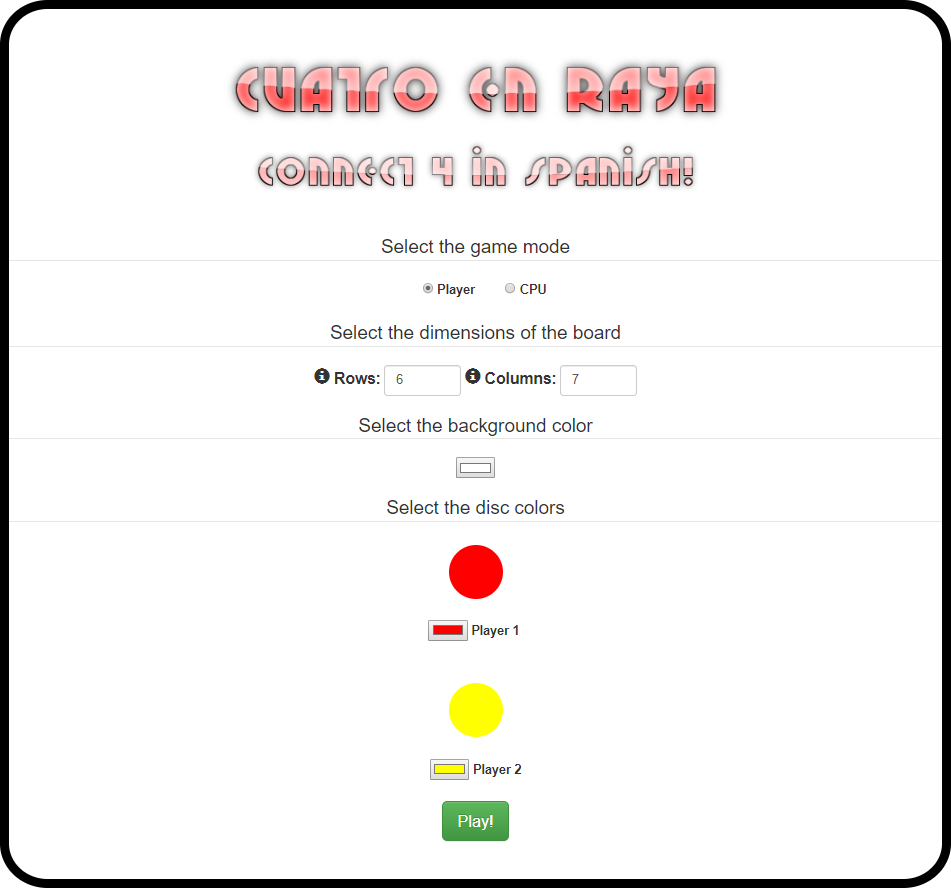 CUATRO EN RAYA
CONNECT 4 IN SPANISH!
Select the game mode
Player CPU
Select the dimensions of the board
Rows: 6 Columns: 7
Select the background color
Select the disc colors
Player 1
Player 2
Play!